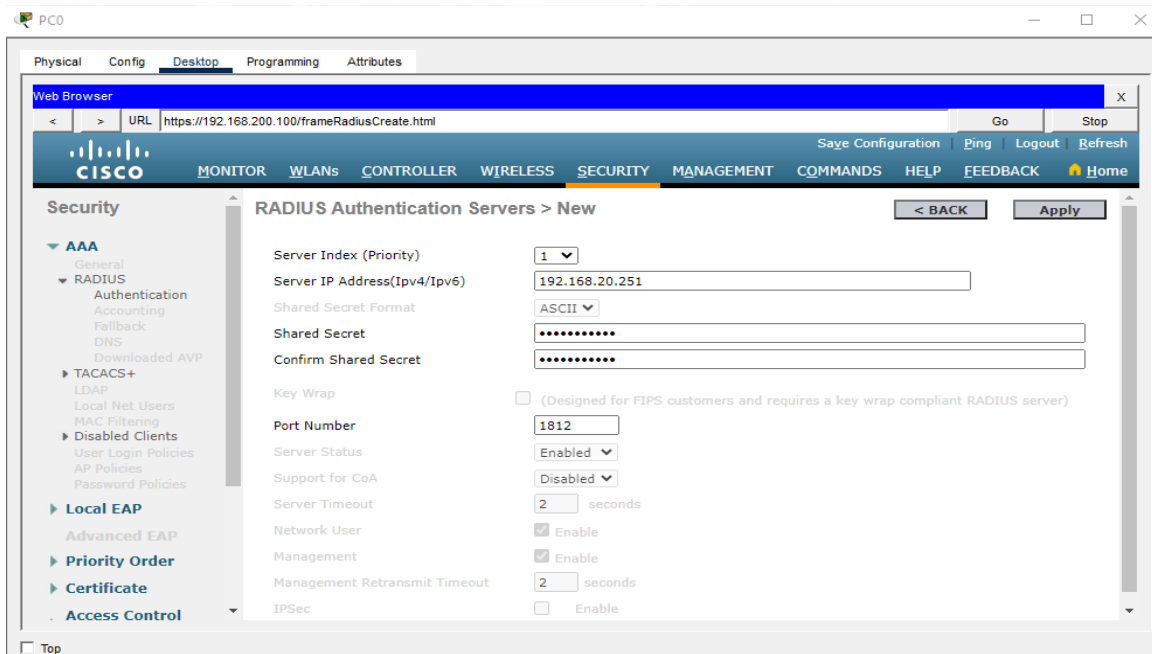 PC0
Physical Config Desktop Programming Attributes
Web Browser X
< > URL https://192.168.200.100/frameRadiusCreate.html Go Stop
Save Configuration Ping Logout Refresh
CISCO MONITOR WLANs CONTROLLER WIRELESS SECURITY MANAGEMENT COMMANDS HELP FEEDBACK Home
Security
AAA
General
RADIUS
Authentication
Accounting
Fallback
DNS
Downloaded AVP
TACACS+
LDAP
Local Net Users
MAC Filtering
Disabled Clients
User Login Policies
AP Policies
Password Policies
Local EAP
Advanced EAP
Priority Order
Certificate
Access Control
RADIUS Authentication Servers > New < BACK Apply
Server Index (Priority) 1
Server IP Address(Ipv4/Ipv6) 192.168.20.251
Shared Secret Format ASCII
Shared Secret •••••••••••
Confirm Shared Secret •••••••••••
Key Wrap (Designed for FIPS customers and requires a key wrap compliant RADIUS server)
Port Number 1812
Server Status Enabled
Support for CoA Disabled
Server Timeout 2 seconds
Network User Enable
Management Enable
Management Retransmit Timeout 2 seconds
IPSec Enable
Top